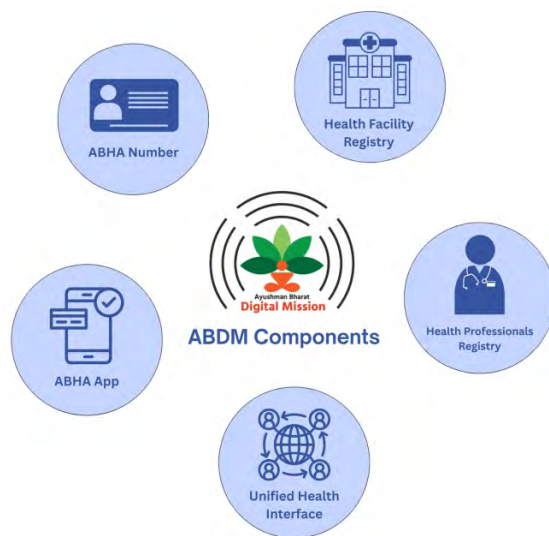 ABHA Number
Health Facility
Registry
Ayushman Bharat
Digital Mission
ABDM Components
Health Professionals
Registry
ABHA App
Unified Health
Interface